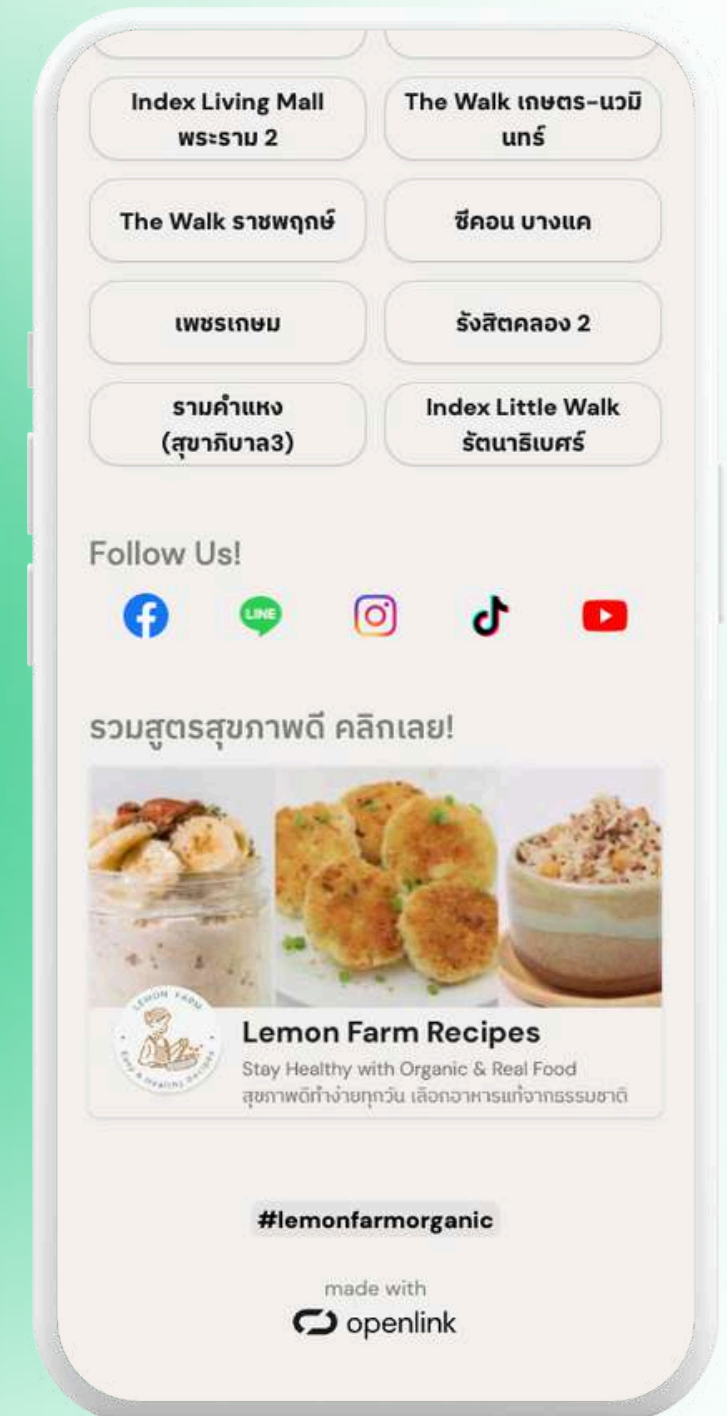 Index Living Mall
พระราม 2
The Walk เกษตร-นวมิ
นทร์
The Walk ราชพฤกษ์
ซีคอน บางแค
เพชรเกษม
รังสิตคลอง 2
รามคำแหง
(สุขาภิบาล3)
Index Little Walk
รัตนาธิเบศร์
Follow Us!
LINE
รวมสูตรสุขภาพดี คลิกเลย!
LEMON FARM
Easy & Healthy Recipes
Lemon Farm Recipes
Stay Healthy with Organic & Real Food
สุขภาพดีทำง่ายทุกวัน เลือกอาหารแท้จากธรรมชาติ
#lemonfarmorganic
made with
openlink